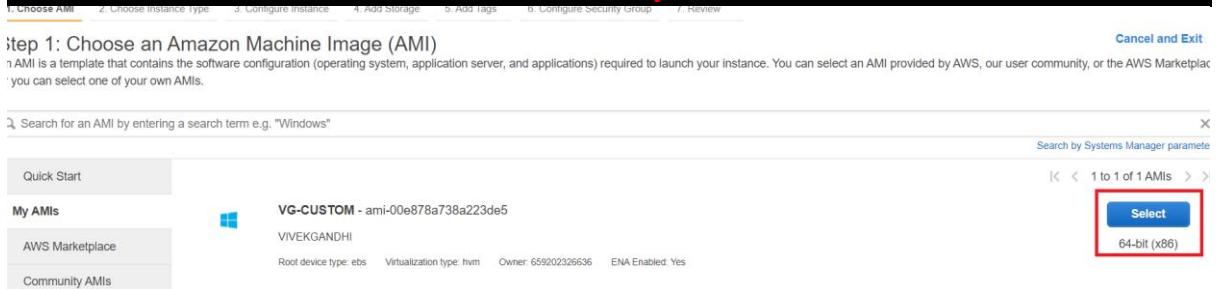 1. Choose AMI 2. Choose Instance Type 3. Configure Instance 4. Add Storage 5. Add Tags 6. Configure Security Group 7. Review
Step 1: Choose an Amazon Machine Image (AMI)
Cancel and Exit
n AMI is a template that contains the software configuration (operating system, application server, and applications) required to launch your instance. You can select an AMI provided by AWS, our user community, or the AWS Marketplac
you can select one of your own AMIs.
Search for an AMI by entering a search term e.g. "Windows"
Search by Systems Manager paramete
Quick Start
1 to 1 of 1 AMIs
My AMIs
VG-CUSTOM - ami-00e878a738a223de5
Select
VIVEKGANDHI
64-bit (x86)
AWS Marketplace
Root device type: ebs Virtualization type: hvm Owner: 659202326636 ENA Enabled: Yes
Community AMIs